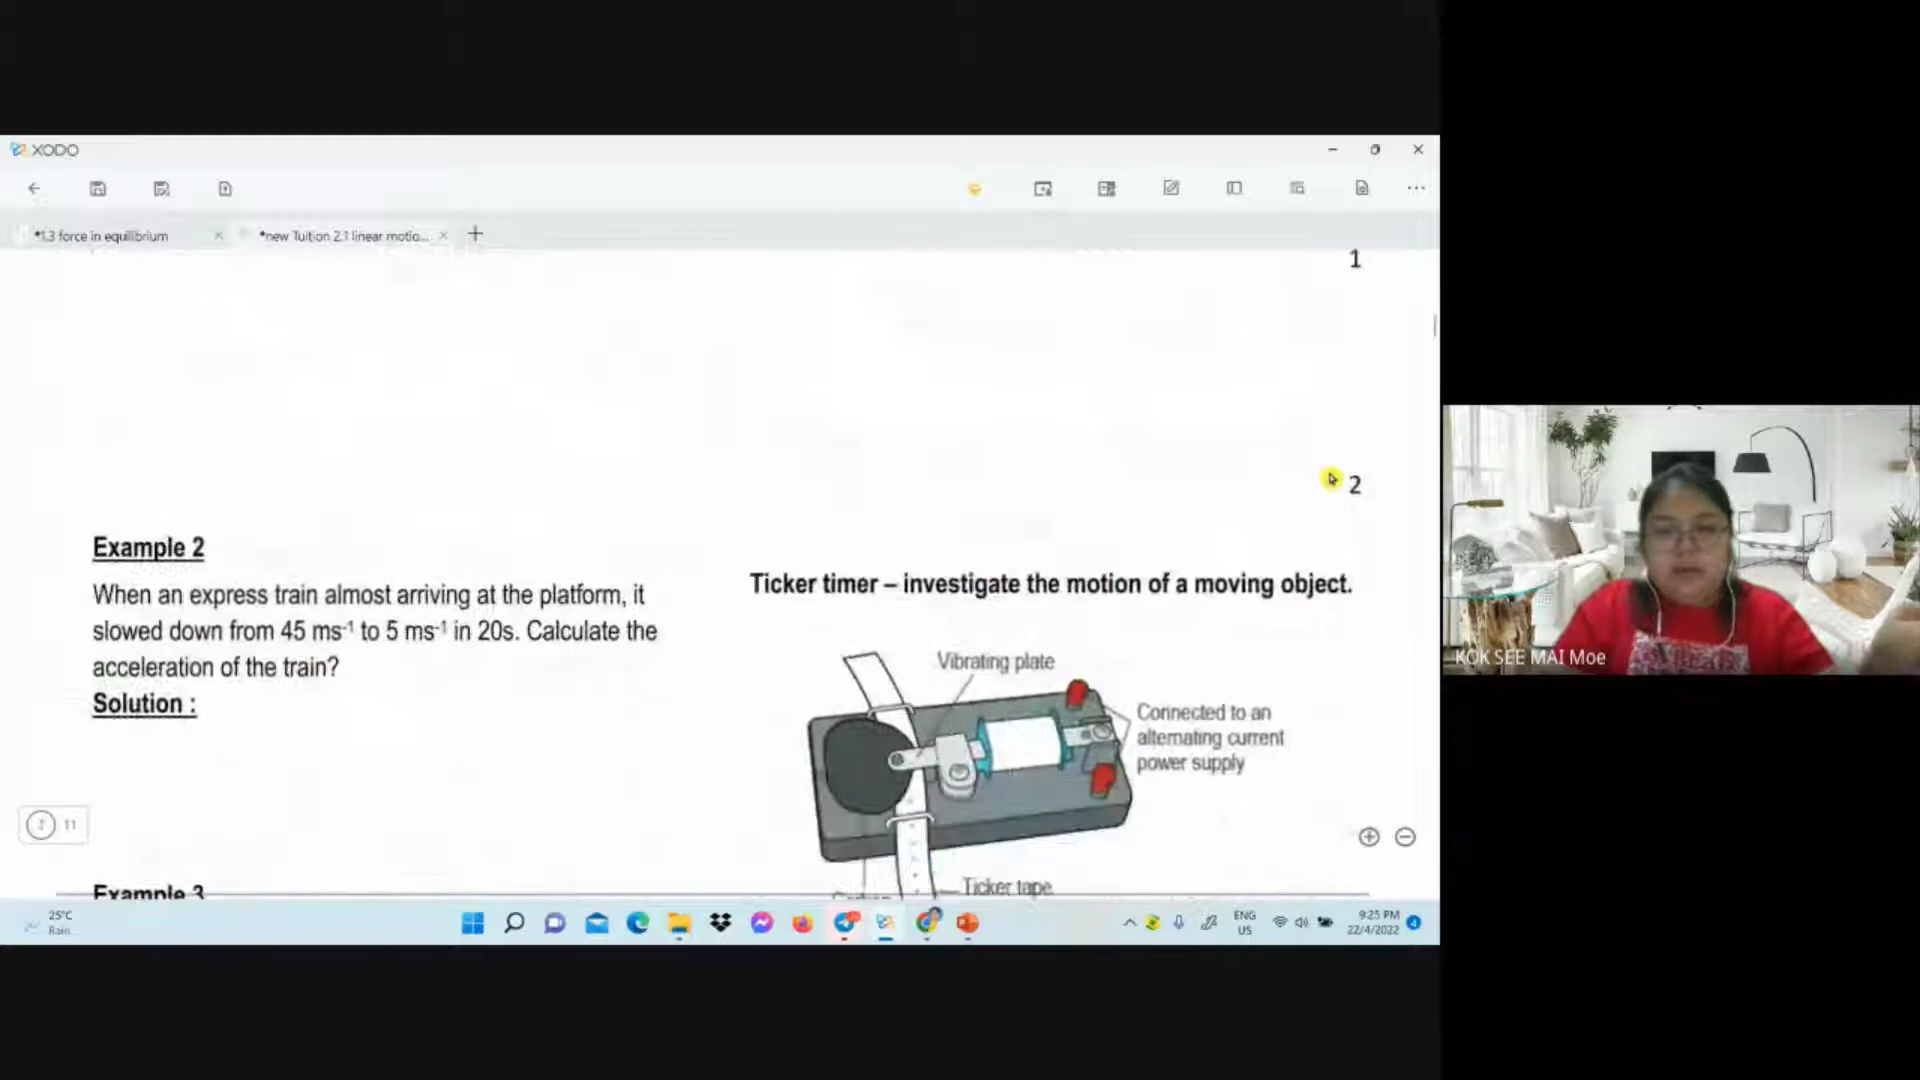 XODO
*1.3 force in equilibrium
*new Tuition 2.1 linear motio...
1
2
Example 2
When an express train almost arriving at the platform, it
slowed down from 45 ms⁻¹ to 5 ms⁻¹ in 20s. Calculate the
acceleration of the train?
Solution :
Ticker timer – investigate the motion of a moving object.
Vibrating plate
Connected to an
alternating current
power supply
Ticker tape
11
Example 3
25°C
Rain
ENG
US
9:25 PM
22/4/2022
4
KOK SEE MAI Moe